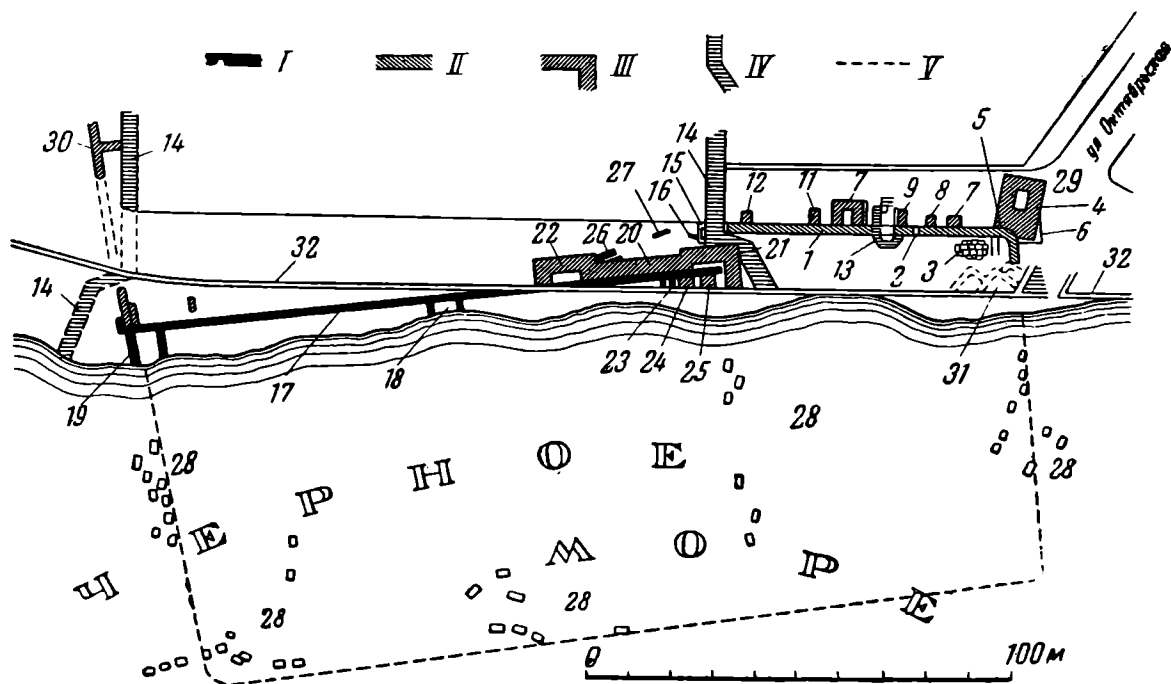 I II III IV V
ул Октябрьская
30 14
14 15 16 27
12 11 7 9 8 7 5 29 4 6
22 26 20 21 1 13 2 3
32 32
14
19 17 18 23 24 25 31
28 28 28
ЧЕРНОЕ
МОРЕ
28 28
0 100 м